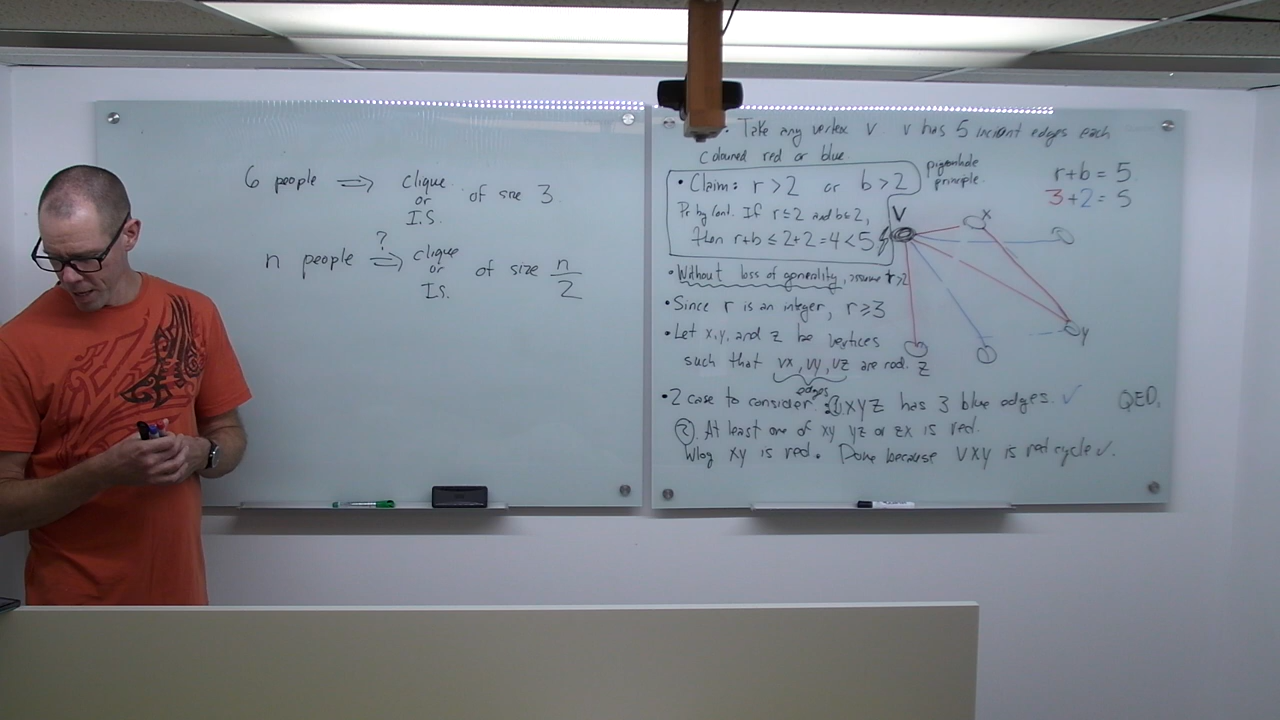 6 people ⟹ clique
or
I.S.
of size 3
n people ?⟹ clique
or
I.S.
of size n/2
• Take any vertex v. v has 5 incident edges each
coloured red or blue
• Claim: r > 2 or b > 2
pigeonhole
principle.
r+b = 5
3+2 = 5
Pr by Cont. If r ≤ 2 and b ≤ 2,
then r+b ≤ 2+2 = 4 < 5
V
x
• Without loss of generality, assume r>2
• Since r is an integer, r ≥ 3
• Let x, y, and z be vertices
y
such that vx, vy, vz are red.
z
edges
• 2 case to consider: ① xyz has 3 blue edges. ✓
QED.
② At least one of xy yz or zx is red.
Wlog xy is red. Done because vxy is red cycle ✓.